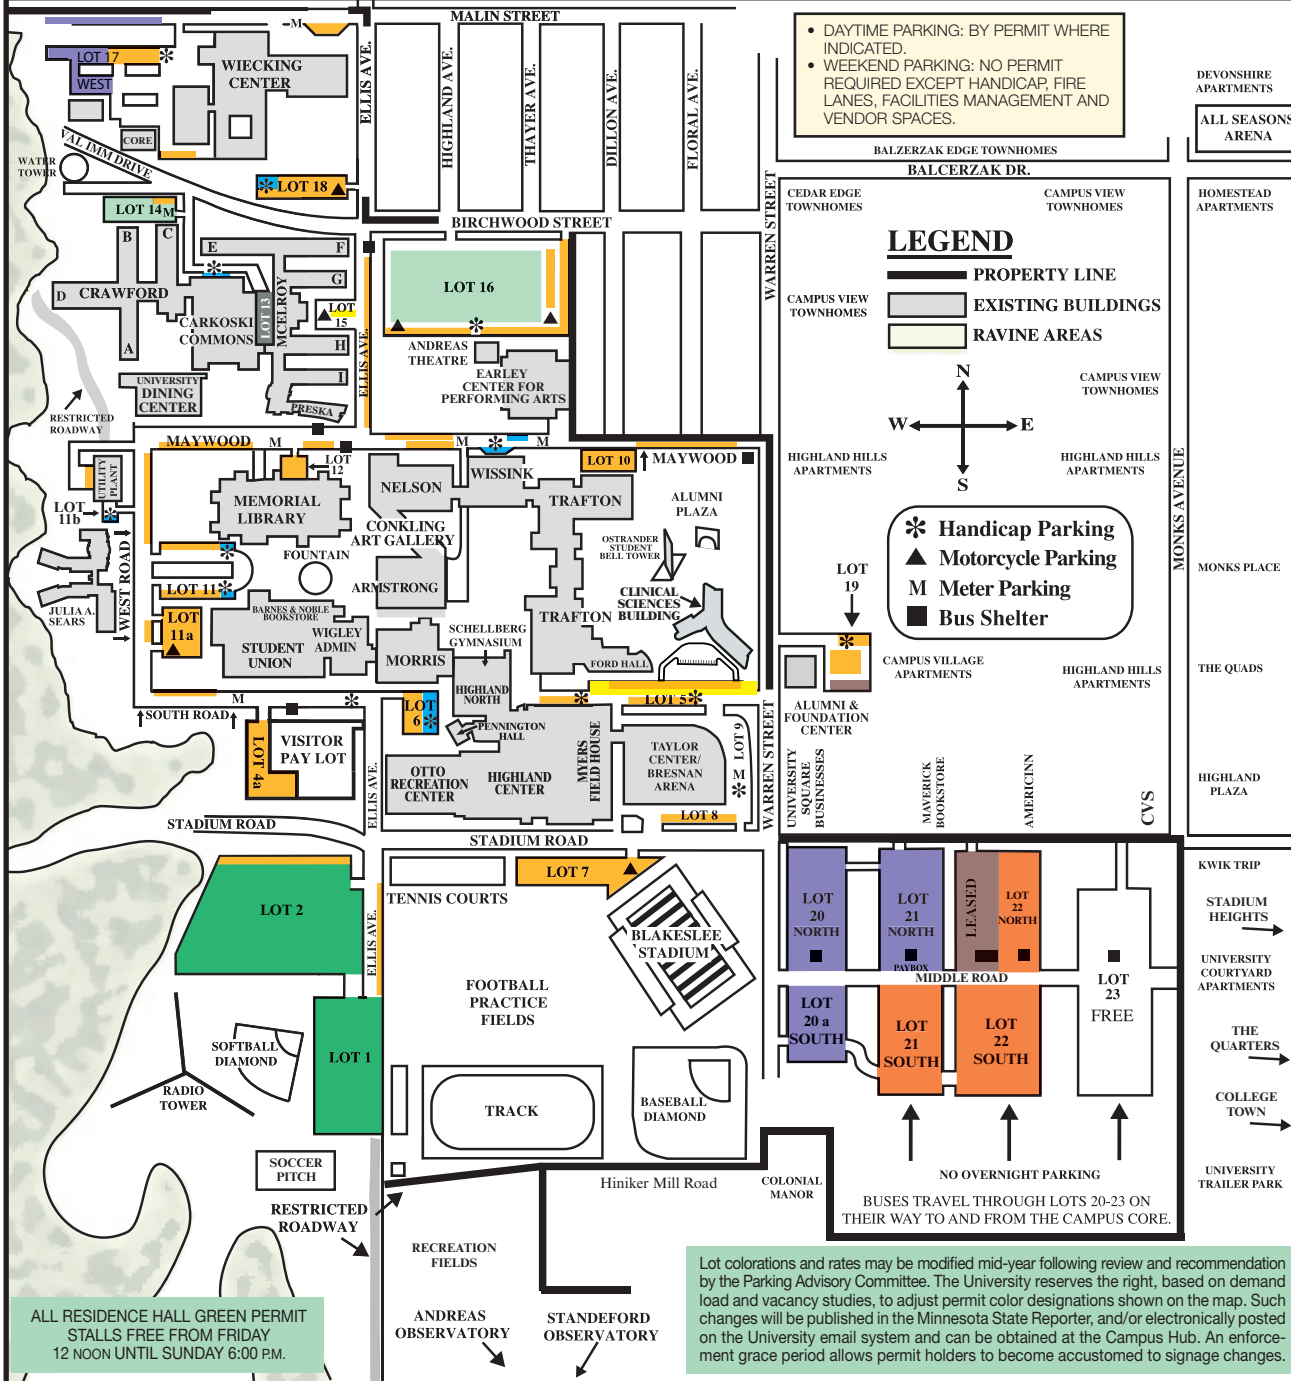 MALIN STREET
M
LOT 17
WEST
WIECKING
CENTER
CORE
ELLIS AVE.
HIGHLAND AVE.
THAYER AVE.
DILLON AVE.
FLORAL AVE.
• DAYTIME PARKING: BY PERMIT WHERE
INDICATED.
• WEEKEND PARKING: NO PERMIT
REQUIRED EXCEPT HANDICAP, FIRE
LANES, FACILITIES MANAGEMENT AND
VENDOR SPACES.
DEVONSHIRE
APARTMENTS
ALL SEASONS
ARENA
BALZERZAK EDGE TOWNHOMES
BALCERZAK DR.
VAL IMM DRIVE
WATER
TOWER
LOT 18
LOT 14
M
BIRCHWOOD STREET
WARREN STREET
CEDAR EDGE
TOWNHOMES
CAMPUS VIEW
TOWNHOMES
HOMESTEAD
APARTMENTS
LEGEND
PROPERTY LINE
EXISTING BUILDINGS
RAVINE AREAS
CAMPUS VIEW
TOWNHOMES
CAMPUS VIEW
TOWNHOMES
N
W
E
S
HIGHLAND HILLS
APARTMENTS
HIGHLAND HILLS
APARTMENTS
MONKS AVENUE
B
C
E
F
G
D
CRAWFORD
A
CARKOSKI
COMMONS
LOT 13
MCELROY
LOT
15
H
I
UNIVERSITY
DINING
CENTER
PRESKA
ELLIS AVE.
LOT 16
ANDREAS
THEATRE
EARLEY
CENTER FOR
PERFORMING ARTS
RESTRICTED
ROADWAY
MAYWOOD
M
M
M
LOT
12
LOT 10
MAYWOOD
UTILITY
PLANT
LOT
11b
MEMORIAL
LIBRARY
NELSON
WISSINK
TRAFTON
ALUMNI
PLAZA
CONKLING
ART GALLERY
OSTRANDER
STUDENT
BELL TOWER
FOUNTAIN
ARMSTRONG
CLINICAL
SCIENCES
BUILDING
Handicap Parking
Motorcycle Parking
M Meter Parking
Bus Shelter
LOT
19
MONKS PLACE
WEST ROAD
JULIA A.
SEARS
LOT 11
LOT
11a
BARNES & NOBLE
BOOKSTORE
STUDENT
UNION
WIGLEY
ADMIN
MORRIS
SCHELLBERG
GYMNASIUM
TRAFTON
FORD HALL
HIGHLAND
NORTH
CAMPUS VILLAGE
APARTMENTS
HIGHLAND HILLS
APARTMENTS
THE QUADS
M
SOUTH ROAD
LOT
6
LOT 5
ALUMNI &
FOUNDATION
CENTER
LOT 4a
VISITOR
PAY LOT
ELLIS AVE.
PENNINGTON
HALL
OTTO
RECREATION
CENTER
HIGHLAND
CENTER
MYERS
FIELD HOUSE
TAYLOR
CENTER/
BRESNAN
ARENA
LOT 9
M
WARREN STREET
UNIVERSITY
SQUARE
BUSINESSES
MAVERICK
BOOKSTORE
AMERICINN
CVS
HIGHLAND
PLAZA
LOT 8
STADIUM ROAD
STADIUM ROAD
LOT 7
TENNIS COURTS
LOT 2
ELLIS AVE.
BLAKESLEE
STADIUM
FOOTBALL
PRACTICE
FIELDS
LOT
20
NORTH
LOT
21
NORTH
PAYBOX
LEASED
LOT
22
NORTH
MIDDLE ROAD
LOT
23
FREE
LOT
20 a
SOUTH
LOT
21
SOUTH
LOT
22
SOUTH
KWIK TRIP
STADIUM
HEIGHTS
UNIVERSITY
COURTYARD
APARTMENTS
THE
QUARTERS
COLLEGE
TOWN
UNIVERSITY
TRAILER PARK
SOFTBALL
DIAMOND
LOT 1
RADIO
TOWER
TRACK
BASEBALL
DIAMOND
SOCCER
PITCH
RESTRICTED
ROADWAY
Hiniker Mill Road
COLONIAL
MANOR
NO OVERNIGHT PARKING
BUSES TRAVEL THROUGH LOTS 20-23 ON
THEIR WAY TO AND FROM THE CAMPUS CORE.
RECREATION
FIELDS
ANDREAS
OBSERVATORY
STANDEFORD
OBSERVATORY
ALL RESIDENCE HALL GREEN PERMIT
STALLS FREE FROM FRIDAY
12 NOON UNTIL SUNDAY 6:00 P.M.
Lot colorations and rates may be modified mid-year following review and recommendation
by the Parking Advisory Committee. The University reserves the right, based on demand
load and vacancy studies, to adjust permit color designations shown on the map. Such
changes will be published in the Minnesota State Reporter, and/or electronically posted
on the University email system and can be obtained at the Campus Hub. An enforce-
ment grace period allows permit holders to become accustomed to signage changes.